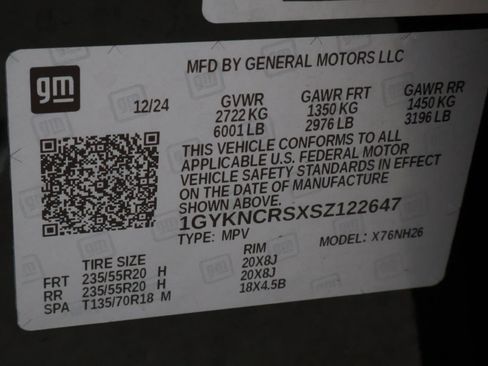 gm
MFD BY GENERAL MOTORS LLC
12/24
GVWR GAWR FRT GAWR RR
2722 KG 1350 KG 1450 KG
6001 LB 2976 LB 3196 LB
THIS VEHICLE CONFORMS TO ALL
APPLICABLE U.S. FEDERAL MOTOR
VEHICLE SAFETY STANDARDS IN EFFECT
ON THE DATE OF MANUFACTURE
SHOWN ABOVE.
1GYKNCRSXSZ122647
TYPE: MPV MODEL: X76NH26
TIRE SIZE RIM
FRT 235/55R20 H 20X8J
RR 235/55R20 H 20X8J
SPA T135/70R18 M 18X4.5B